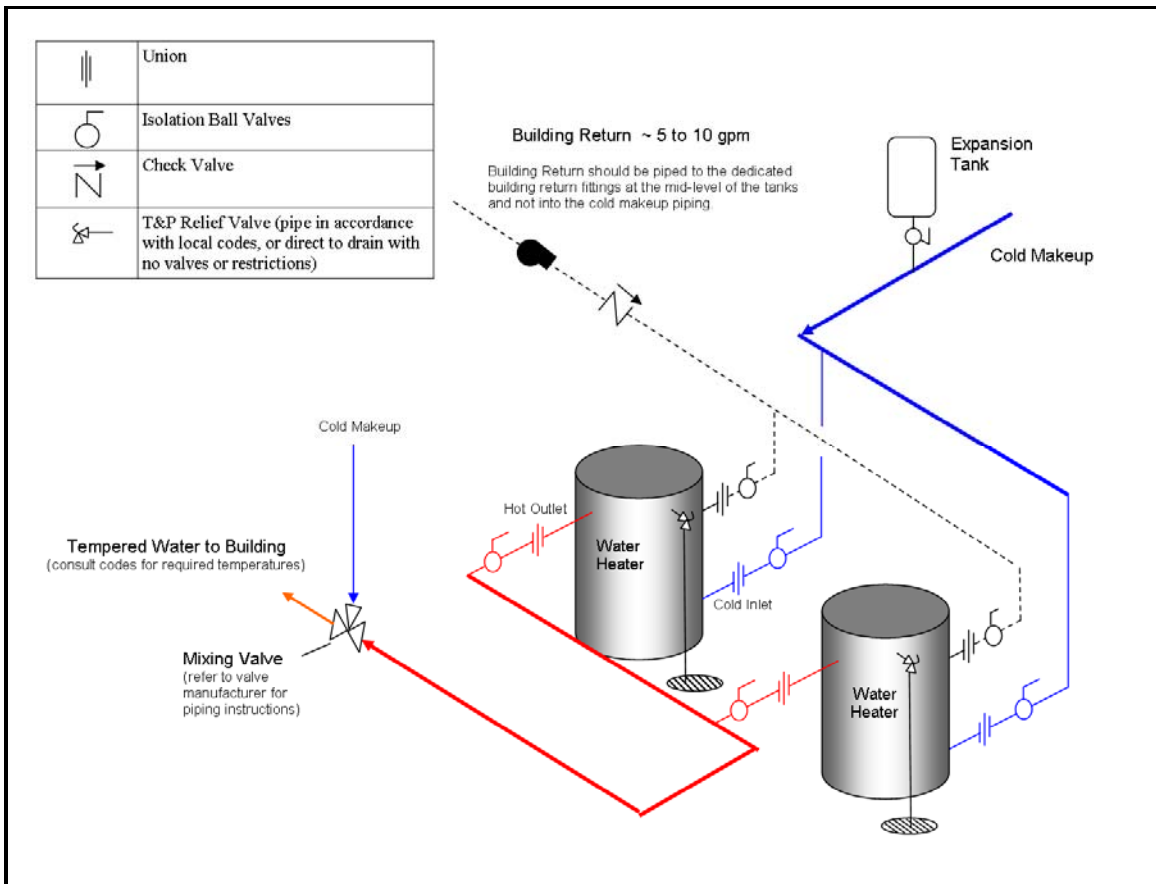 Union
Isolation Ball Valves
Check Valve
T&P Relief Valve (pipe in accordance
with local codes, or direct to drain with
no valves or restrictions)
Building Return ~ 5 to 10 gpm
Building Return should be piped to the dedicated
building return fittings at the mid-level of the tanks
and not into the cold makeup piping.
Expansion
Tank
Cold Makeup
Cold Makeup
Hot Outlet
Water
Heater
Cold Inlet
Tempered Water to Building
(consult codes for required temperatures)
Mixing Valve
(refer to valve
manufacturer for
piping instructions)
Water
Heater